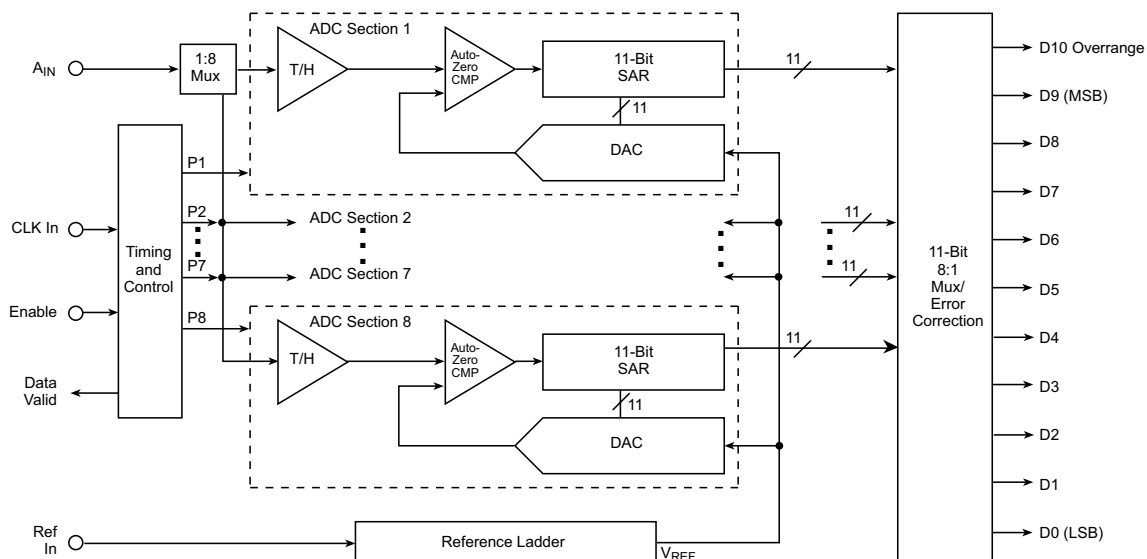 ADC Section 1
A_IN
1:8
Mux
T/H
Auto-
Zero
CMP
11-Bit
SAR
11
11
DAC
P1
CLK In
Enable
Data
Valid
Timing
and
Control
P2
P7
P8
ADC Section 2
ADC Section 7
11
11
ADC Section 8
T/H
Auto-
Zero
CMP
11-Bit
SAR
11
11
DAC
Ref
In
Reference Ladder
V_REF
11-Bit
8:1
Mux/
Error
Correction
D10 Overrange
D9 (MSB)
D8
D7
D6
D5
D4
D3
D2
D1
D0 (LSB)